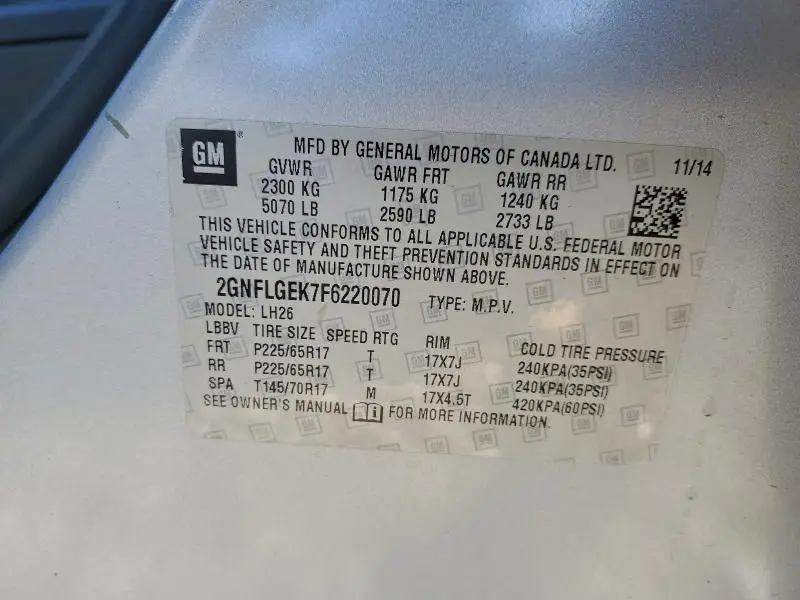 GM ® MFD BY GENERAL MOTORS OF CANADA LTD. 11/14
GVWR GAWR FRT GAWR RR
2300 KG 1175 KG 1240 KG
5070 LB 2590 LB 2733 LB
THIS VEHICLE CONFORMS TO ALL APPLICABLE U.S. FEDERAL MOTOR
VEHICLE SAFETY AND THEFT PREVENTION STANDARDS IN EFFECT ON
THE DATE OF MANUFACTURE SHOWN ABOVE.
2GNFLGEK7F6220070 TYPE: M.P.V.
MODEL: LH26
LBBV TIRE SIZE SPEED RTG RIM COLD TIRE PRESSURE
FRT P225/65R17 T 17X7J 240KPA(35PSI)
RR P225/65R17 T 17X7J 240KPA(35PSI)
SPA T145/70R17 M 17X4.5T 420KPA(60PSI)
SEE OWNER'S MANUAL i FOR MORE INFORMATION.